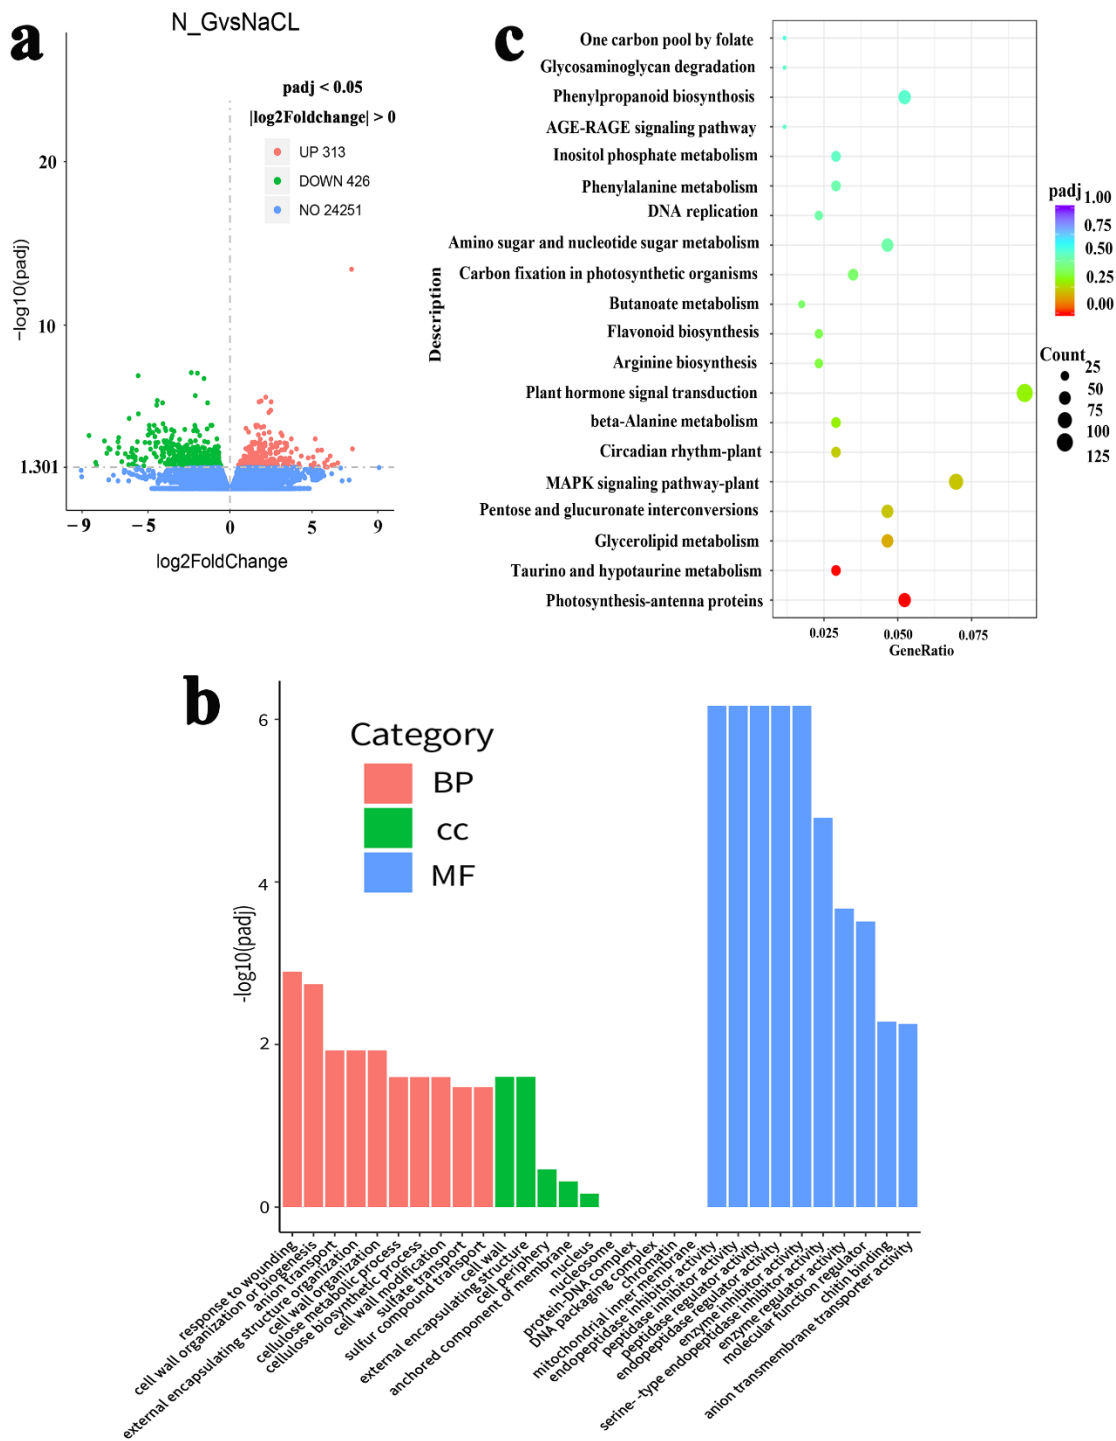 a
N_GvsNaCL
padj < 0.05
|log2Foldchange| > 0
UP 313
DOWN 426
NO 24251
−log10(padj)
20
10
1.301
−9
−5
0
5
9
log2FoldChange
c
Description
One carbon pool by folate
Glycosaminoglycan degradation
Phenylpropanoid biosynthosis
AGE-RAGE signaling pathway
Inositol phosphate metabolism
Phenylalanine metabolism
DNA replication
Amino sugar and nucleotide sugar metabolism
Carbon fixation in photosynthetic organisms
Butanoate metabolism
Flavonoid biosynthesis
Arginine biosynthesis
Plant hormone signal transduction
beta-Alanine metabolism
Circadian rhythm-plant
MAPK signaling pathway-plant
Pentose and glucuronate interconversions
Glycerolipid metabolism
Taurino and hypotaurine metabolism
Photosynthesis-antenna proteins
0.025
0.050
0.075
GeneRatio
padj
1.00
0.75
0.50
0.25
0.00
Count
25
50
75
100
125
b
-log10(padj)
6
4
2
0
Category
BP
cc
MF
response to wounding
cell wall organization or biogenesis
anion transport
external encapsulating structure organization
cell wall organization
cellulose metabolic process
cellulose biosynthetic process
cell wall modification
sulfate transport
sulfur compound transport
cell wall
external encapsulating structure
cell periphery
anchored component of membrane
nucleus
nucleosome
protein-DNA complex
DNA packaging complex
chromatin
mitochondrial inner membrane
endopeptidase inhibitor activity
peptidase inhibitor activity
peptidase regulator activity
endopeptidase regulator activity
enzyme inhibitor activity
serine--type endopeptidase inhibitor activity
enzyme regulator activity
molecular function regulator
chitin binding
anion transmembrane transporter activity